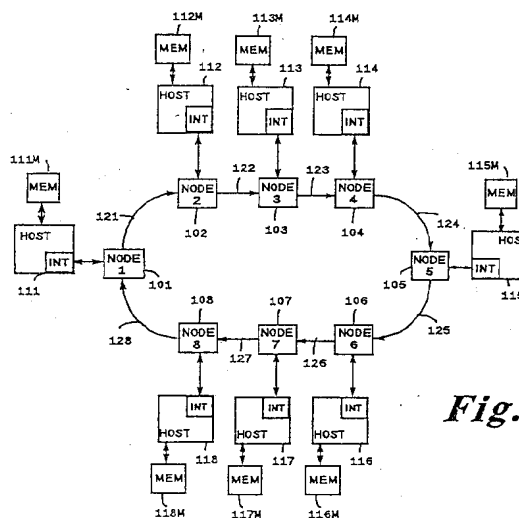 112M 113M 114M
MEM MEM MEM
112 113 114
HOST HOST HOST
INT INT INT
111M 115M
MEM MEM
121 122 123 124
NODE 2 NODE 3 NODE 4
102 103 104
HOST HOST
INT NODE 1 NODE 5 INT
111 101 105 115
108 107 106
128 127 126 125
NODE 8 NODE 7 NODE 6
INT INT INT
HOST HOST HOST
118 117 116
MEM MEM MEM
118M 117M 116M
Fig.